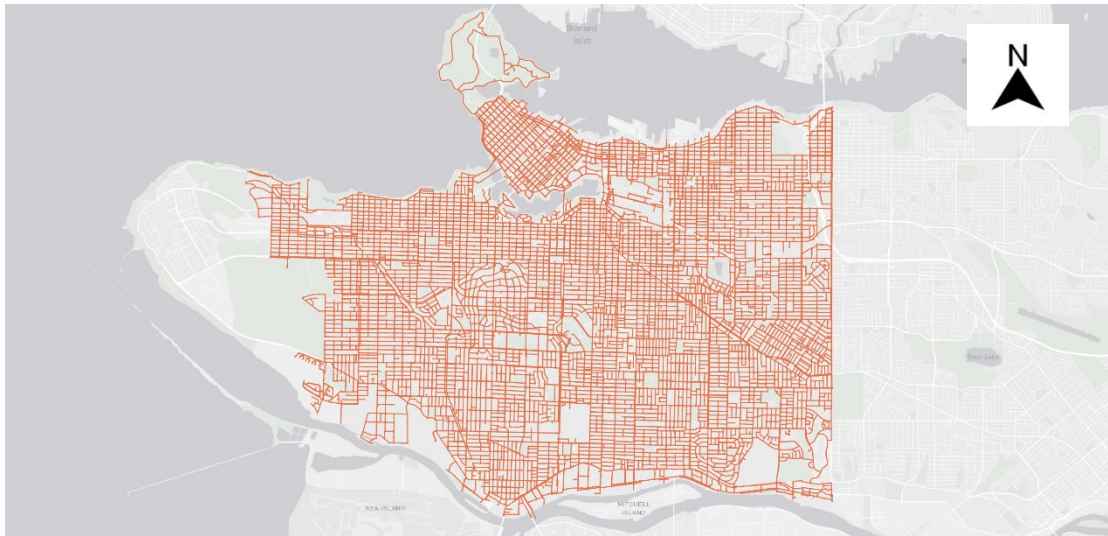 Burrard
Inlet
N
Deer Lake
SEA ISLAND
MITCHELL
ISLAND